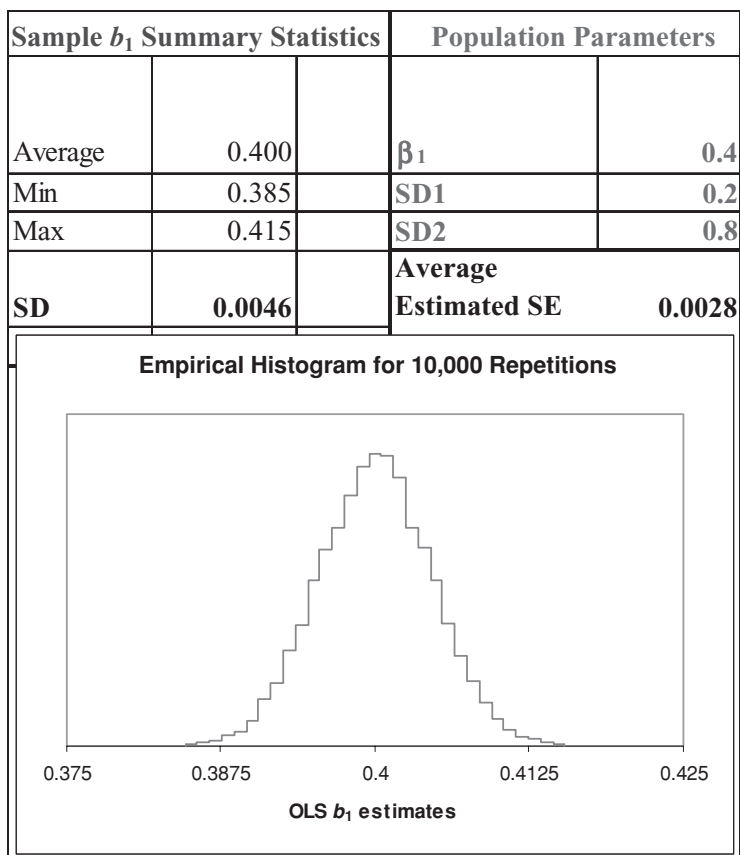 Sample b₁ Summary Statistics Population Parameters
Average 0.400 β₁ 0.4
Min 0.385 SD1 0.2
Max 0.415 SD2 0.8
Average
SD 0.0046 Estimated SE 0.0028
Empirical Histogram for 10,000 Repetitions
0.375 0.3875 0.4 0.4125 0.425
OLS b₁ estimates